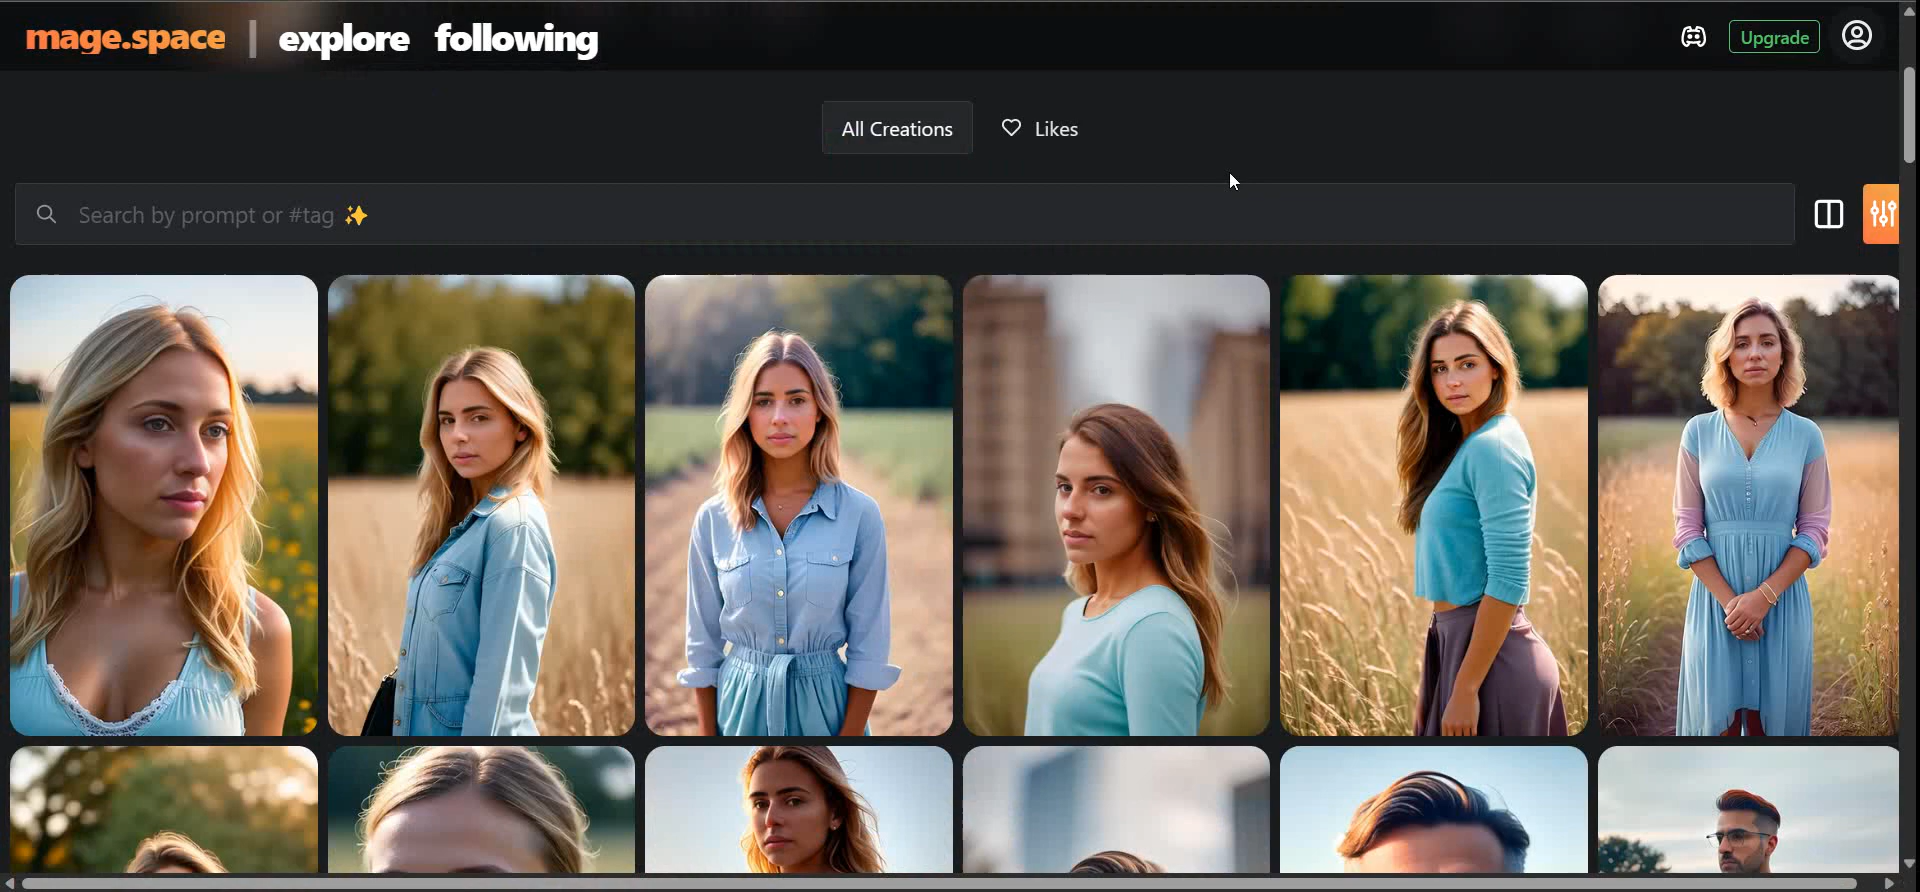 mage.space | explore following
Upgrade
All Creations
Likes
Search by prompt or #tag ✨